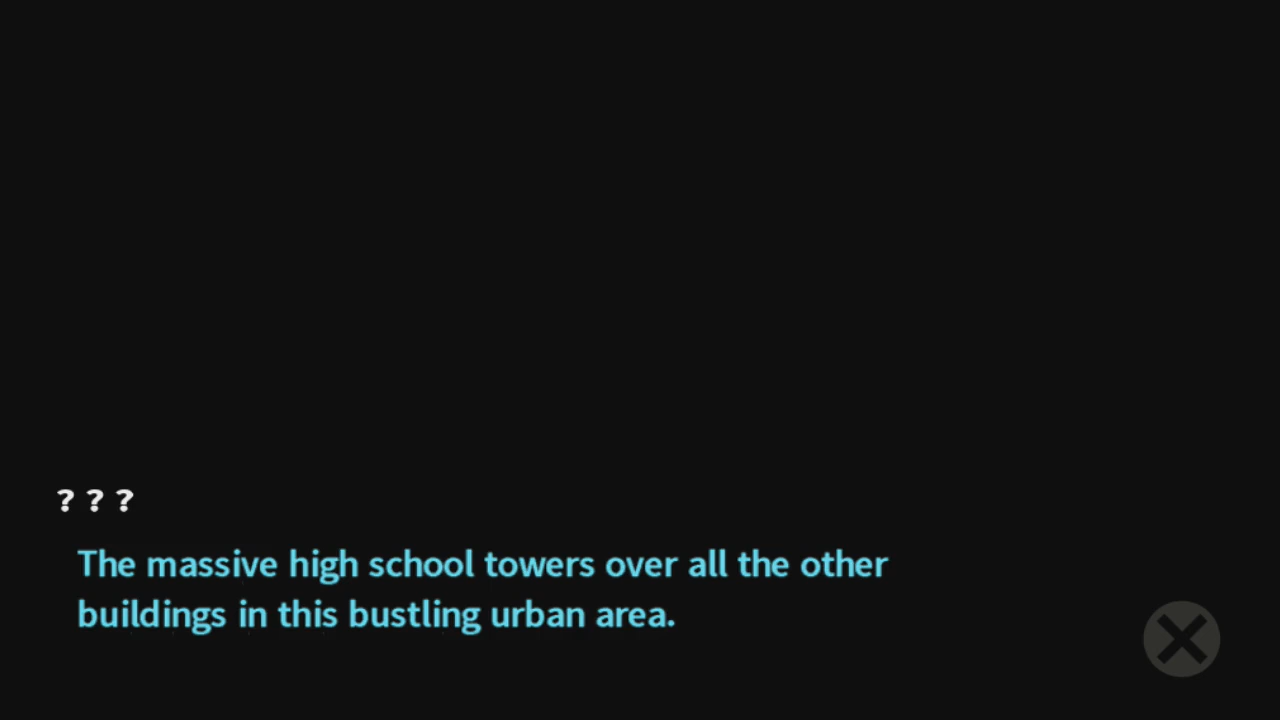 ? ? ?
The massive high school towers over all the other
buildings in this bustling urban area.